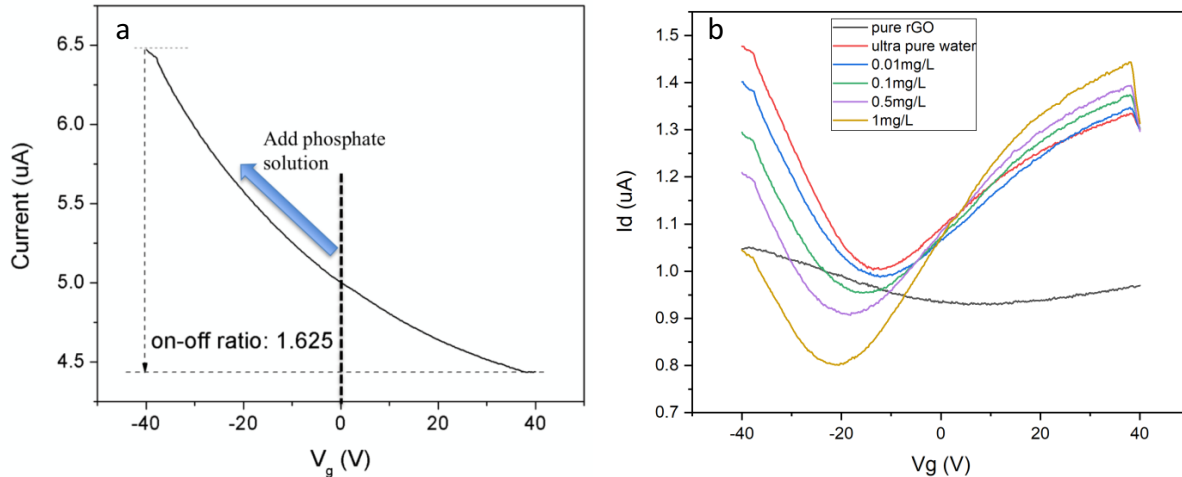 a
6.5
6.0
5.5
5.0
4.5
Current (uA)
Add phosphate
solution
on-off ratio: 1.625
-40
-20
0
20
40
Vg (V)
b
pure rGO
ultra pure water
0.01mg/L
0.1mg/L
0.5mg/L
1mg/L
1.5
1.4
1.3
1.2
1.1
1.0
0.9
0.8
0.7
Id (uA)
-40
-20
0
20
40
Vg (V)